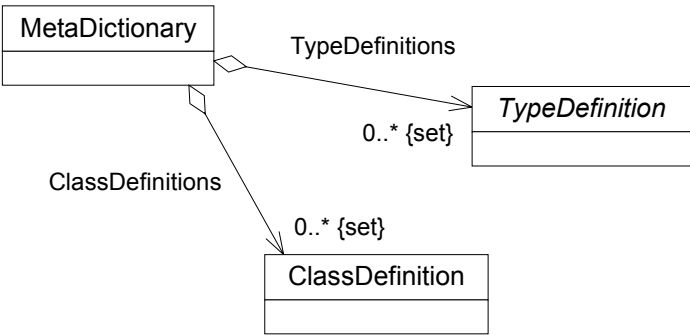 MetaDictionary
TypeDefinitions
TypeDefinition
0..* {set}
ClassDefinitions
0..* {set}
ClassDefinition